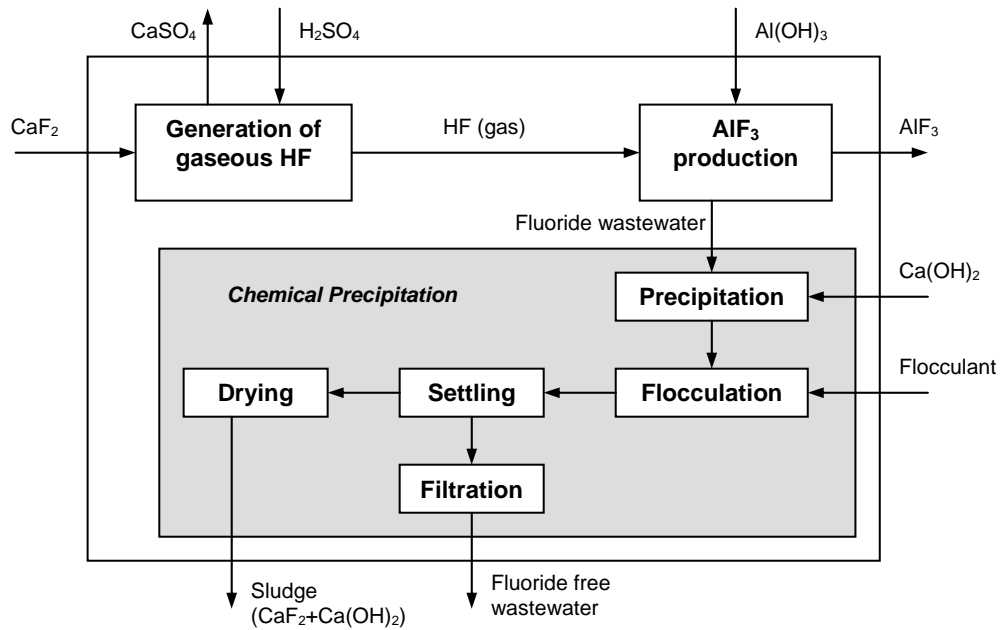 CaSO₄
H₂SO₄
Al(OH)₃
CaF₂
Generation of
gaseous HF
HF (gas)
AlF₃
production
AlF₃
Fluoride wastewater
Chemical Precipitation
Precipitation
Ca(OH)₂
Drying
Settling
Flocculation
Flocculant
Filtration
Sludge
(CaF₂+Ca(OH)₂)
Fluoride free
wastewater